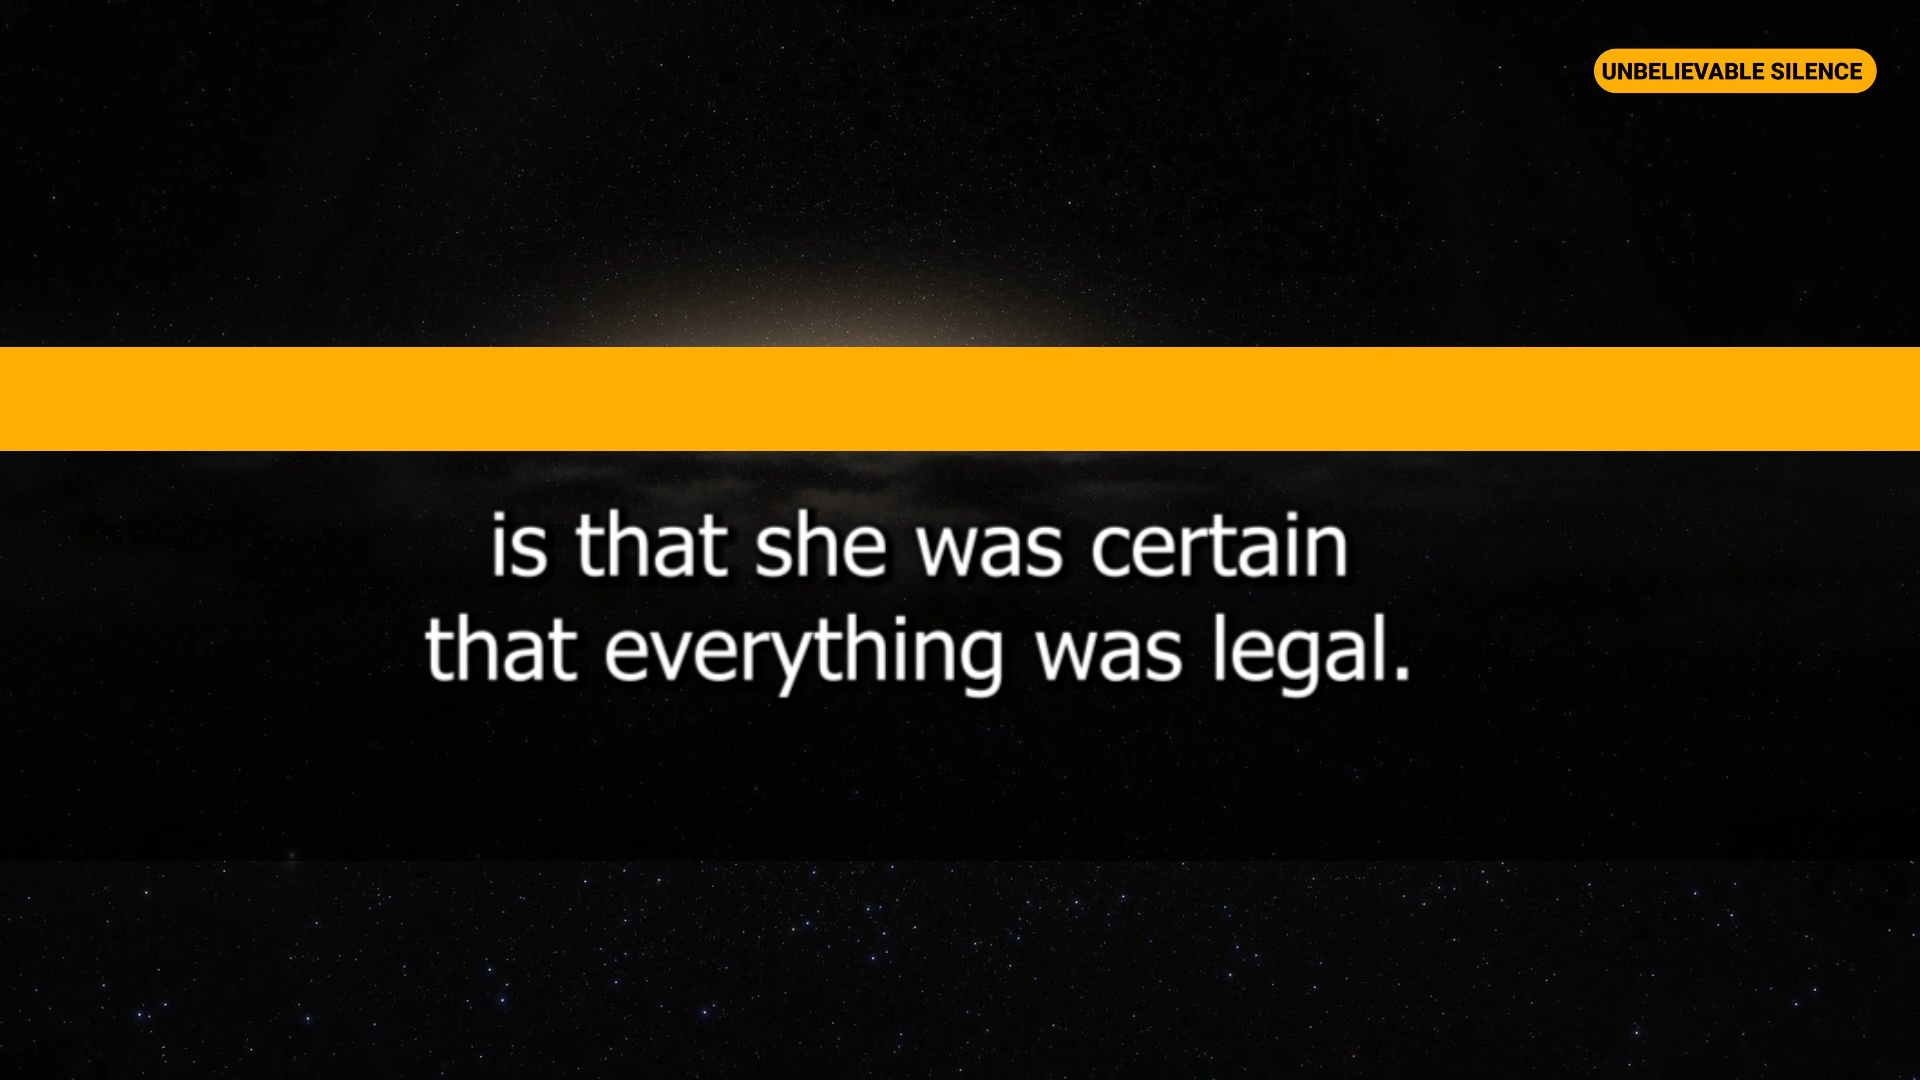 UNBELIEVABLE SILENCE
is that she was certain
that everything was legal.